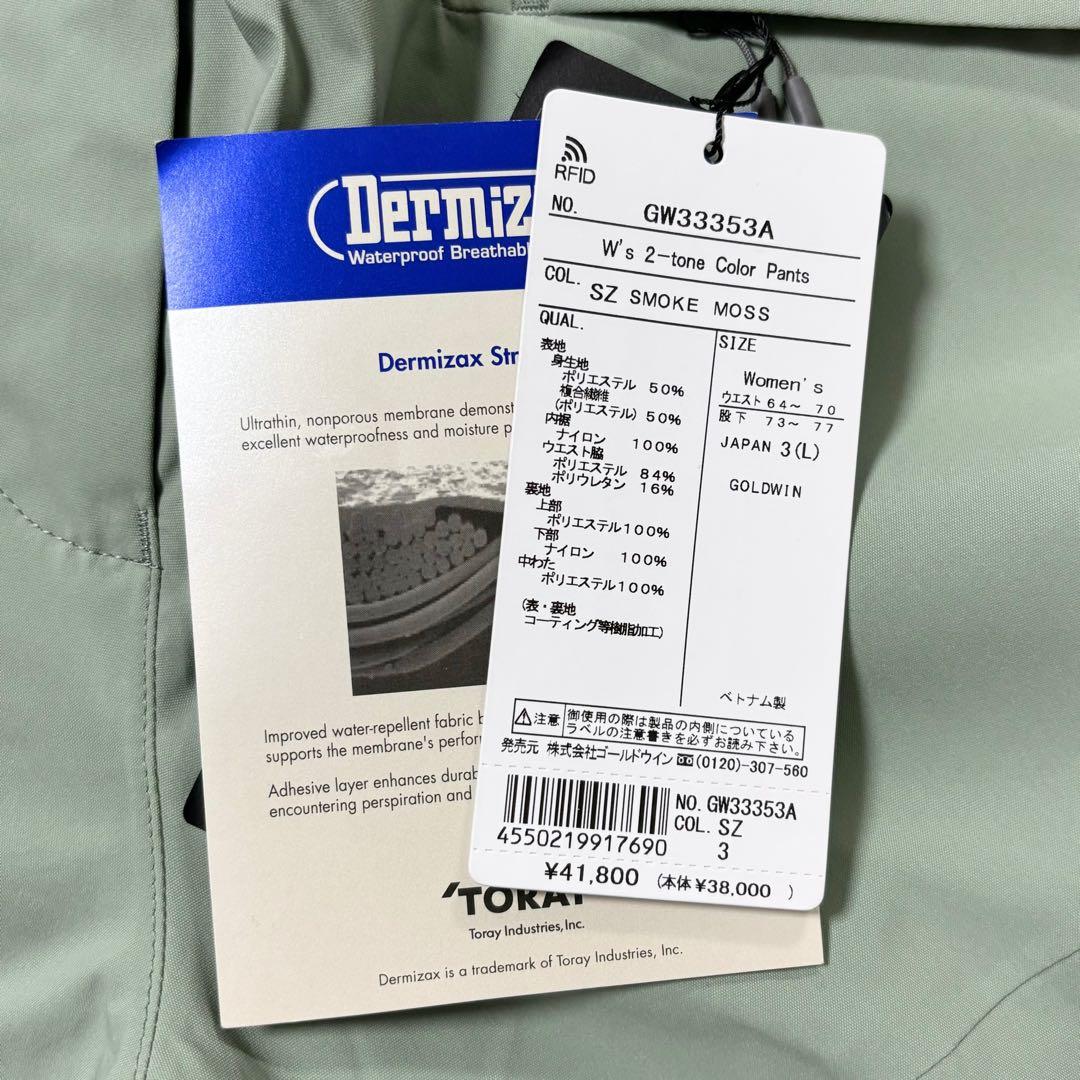 Dermiz
Waterproof Breathabl
Dermizax Str
Ultrathin, nonporous membrane demonst
excellent waterproofness and moisture p
Improved water-repellent fabric b
supports the membrane's perfor
Adhesive layer enhances durab
encountering perspiration and
'TORAY
Toray Industries, Inc.
Dermizax is a trademark of Toray Industries, Inc.
RFID
NO. GW33353A
W's 2-tone Color Pants
COL. SZ SMOKE MOSS
QUAL.
表地
身生地
ポリエステル 50%
複合繊維
(ポリエステル) 50%
内裾
ナイロン 100%
ウエスト脇
ポリエステル 84%
ポリウレタン 16%
裏地
上部
ポリエステル100%
下部
ナイロン 100%
中わた
ポリエステル100%
(表・裏地
コーティング等樹脂加工)
SIZE
Women's
ウエスト 64～ 70
股下 73～ 77
JAPAN 3(L)
GOLDWIN
ベトナム製
注意 御使用の際は製品の内側についている
ラベルの注意書きを必ずお読み下さい。
発売元 株式会社ゴールドウイン (0120)-307-560
4550219917690
NO. GW33353A
COL. SZ
3
¥41,800 (本体¥38,000 )